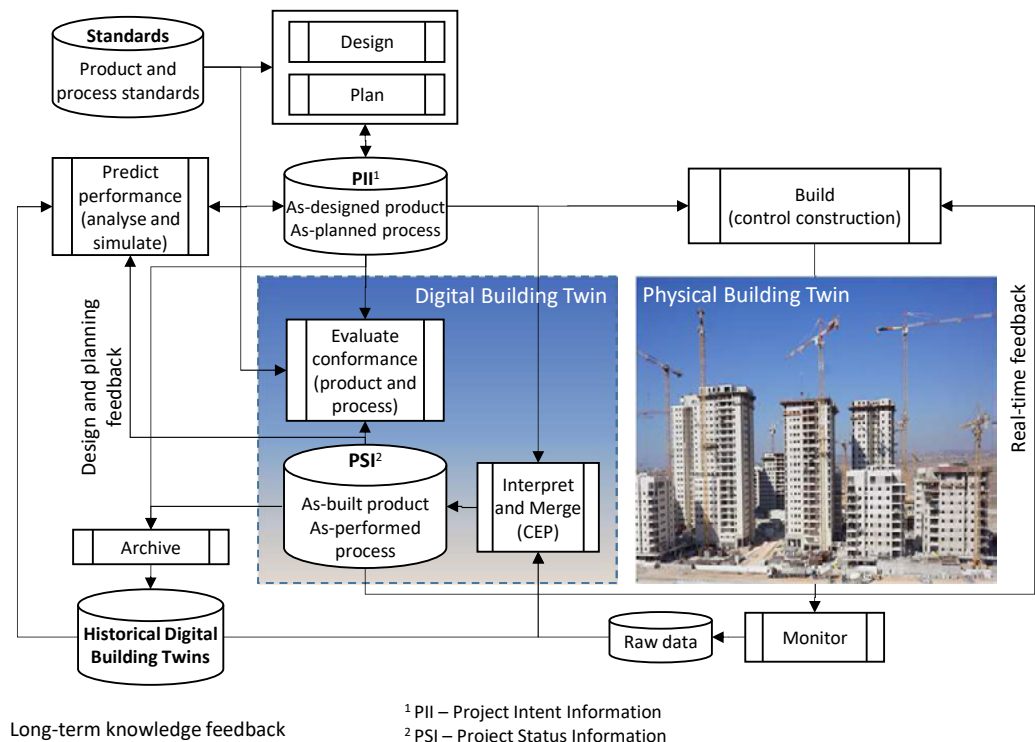 Standards
Product and
process standards
Design
Plan
Predict
performance
(analyse and
simulate)
PII¹
As-designed product
As-planned process
Build
(control construction)
Digital Building Twin
Physical Building Twin
Evaluate
conformance
(product and
process)
Design and planning
feedback
Real-time feedback
PSI²
As-built product
As-performed
process
Interpret
and Merge
(CEP)
Archive
Historical Digital
Building Twins
Raw data
Monitor
Long-term knowledge feedback
¹ PII – Project Intent Information
² PSI – Project Status Information